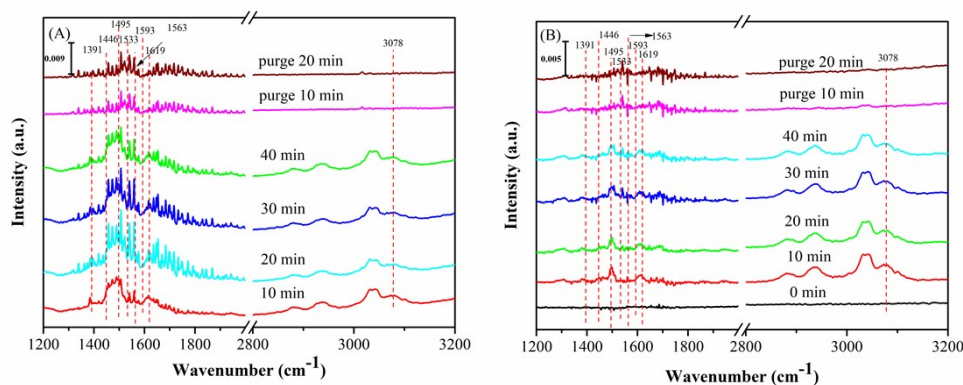 (A)
1495
1446
1593
1563
1391
1533
1619
3078
0.009
purge 20 min
purge 10 min
40 min
30 min
20 min
10 min
Intensity (a.u.)
1200 1400 1600 1800 2800 3000 3200
Wavenumber (cm-1)
(B)
1446
1563
1391
1495
1593
1533
1619
3078
0.005
purge 20 min
purge 10 min
40 min
30 min
20 min
10 min
0 min
Intensity (a.u.)
1200 1400 1600 1800 2000 2800 3000 3200
Wavenumber (cm-1)